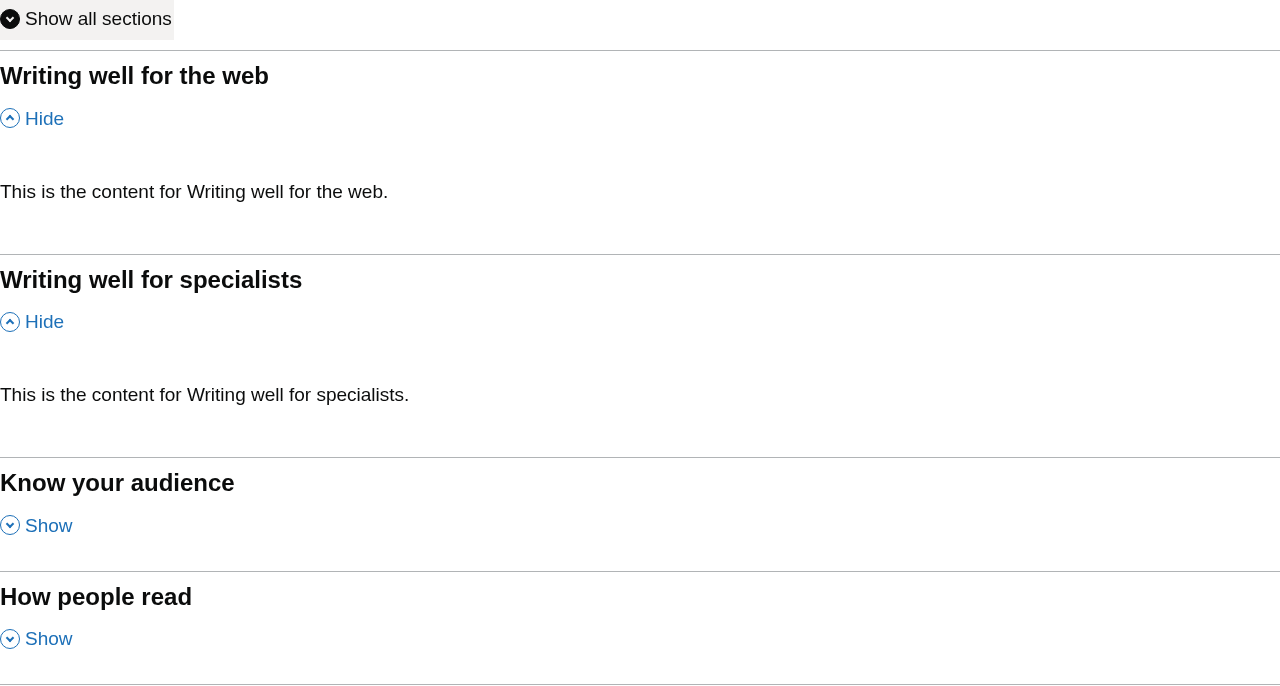 Show all sections
Writing well for the web
Hide
This is the content for Writing well for the web.
Writing well for specialists
Hide
This is the content for Writing well for specialists.
Know your audience
Show
How people read
Show